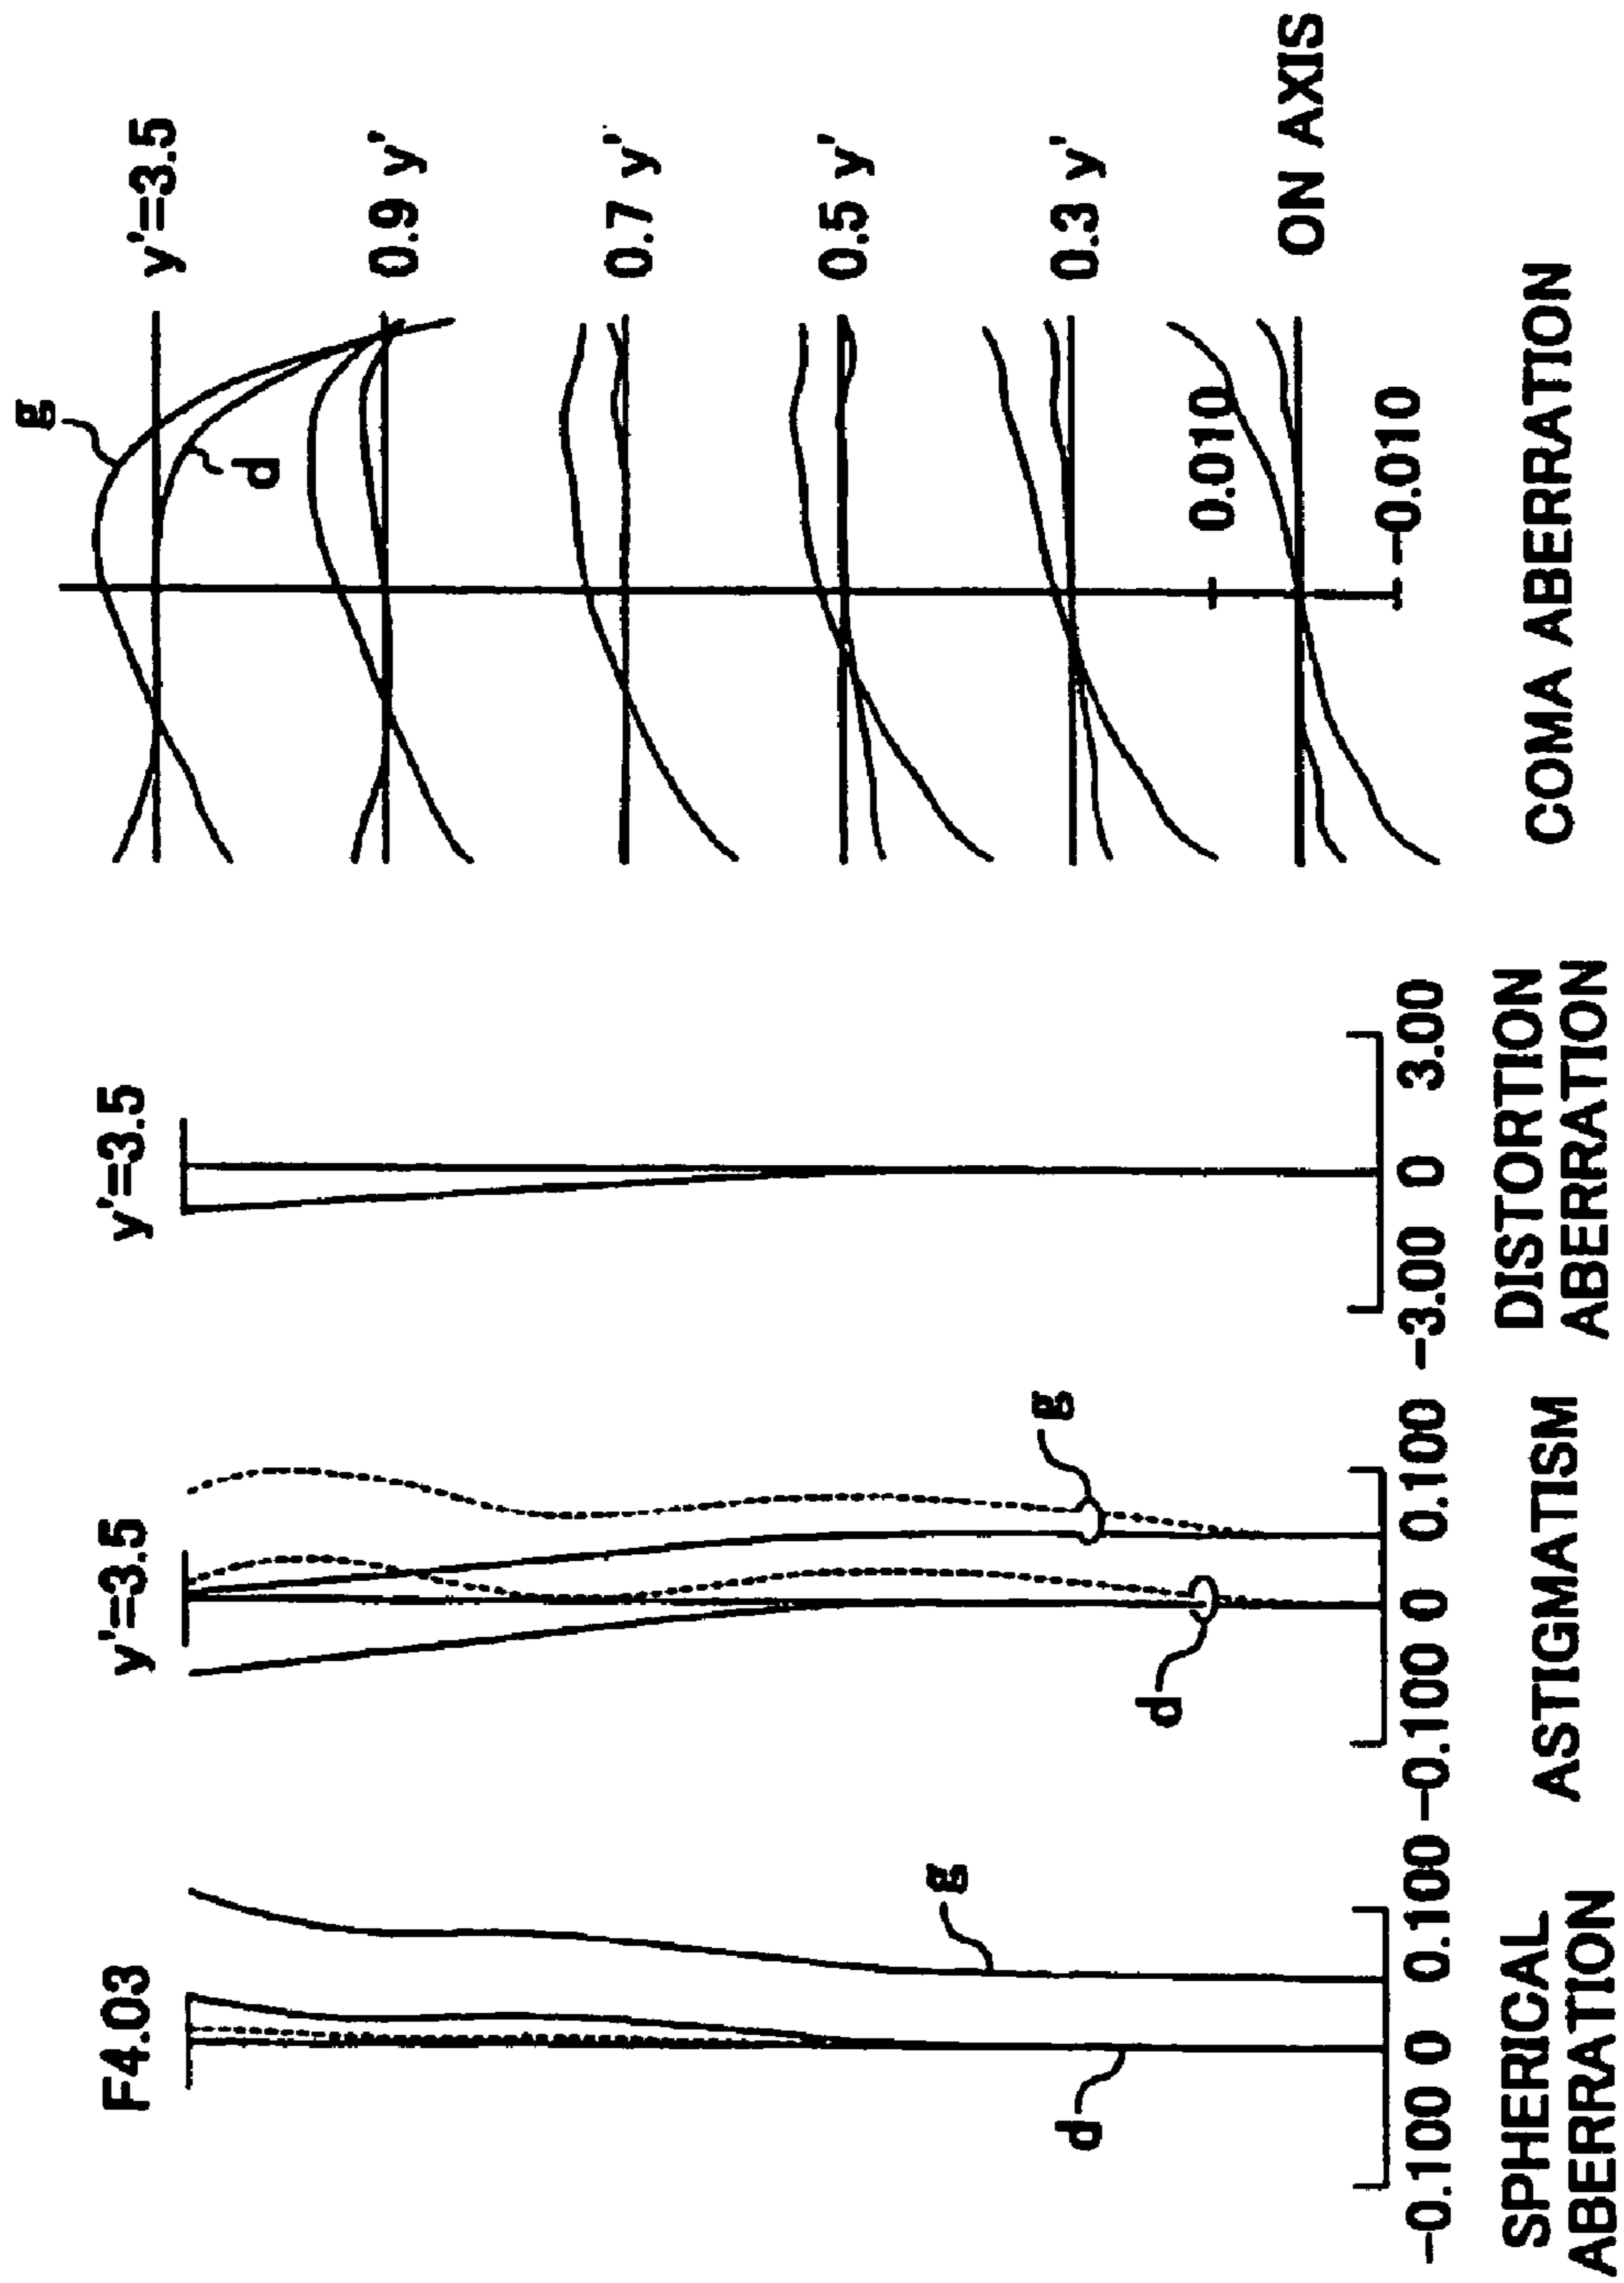 F4.03
g
d
-0.100 0 0.100
SPHERICAL
ABERRATION
y'=3.5
g
d
-0.100 0 0.100
ASTIGMATISM
y'=3.5
-3.00 0 3.00
DISTORTION
ABERRATION
g
d
y'=3.5
0.9 y'
0.7 y'
0.5 y'
0.3 y'
0.010
ON AXIS
-0.010
COMA ABERRATION